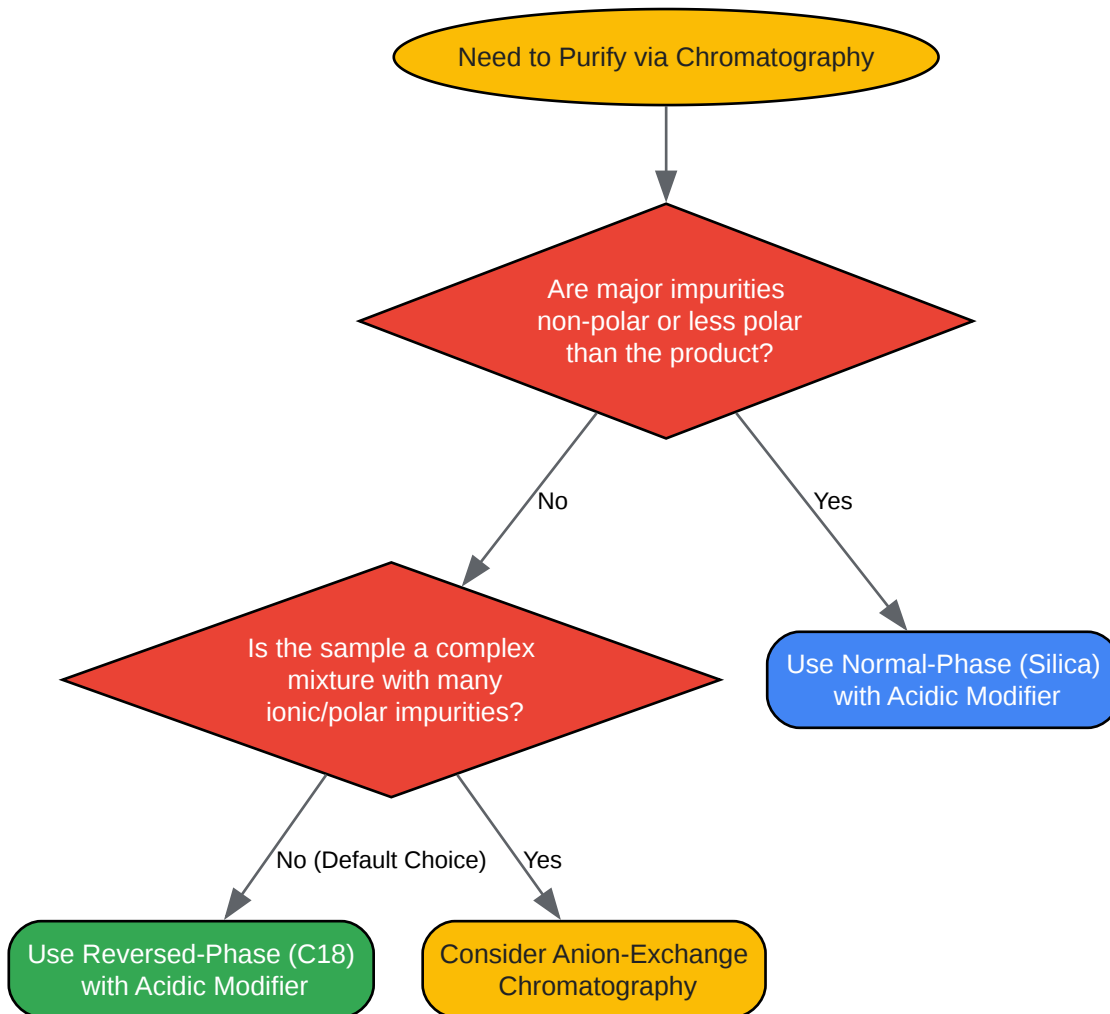 Need to Purify via Chromatography
Are major impurities
non-polar or less polar
than the product?
No
Yes
Is the sample a complex
mixture with many
ionic/polar impurities?
Use Normal-Phase (Silica)
with Acidic Modifier
No (Default Choice)
Yes
Use Reversed-Phase (C18)
with Acidic Modifier
Consider Anion-Exchange
Chromatography